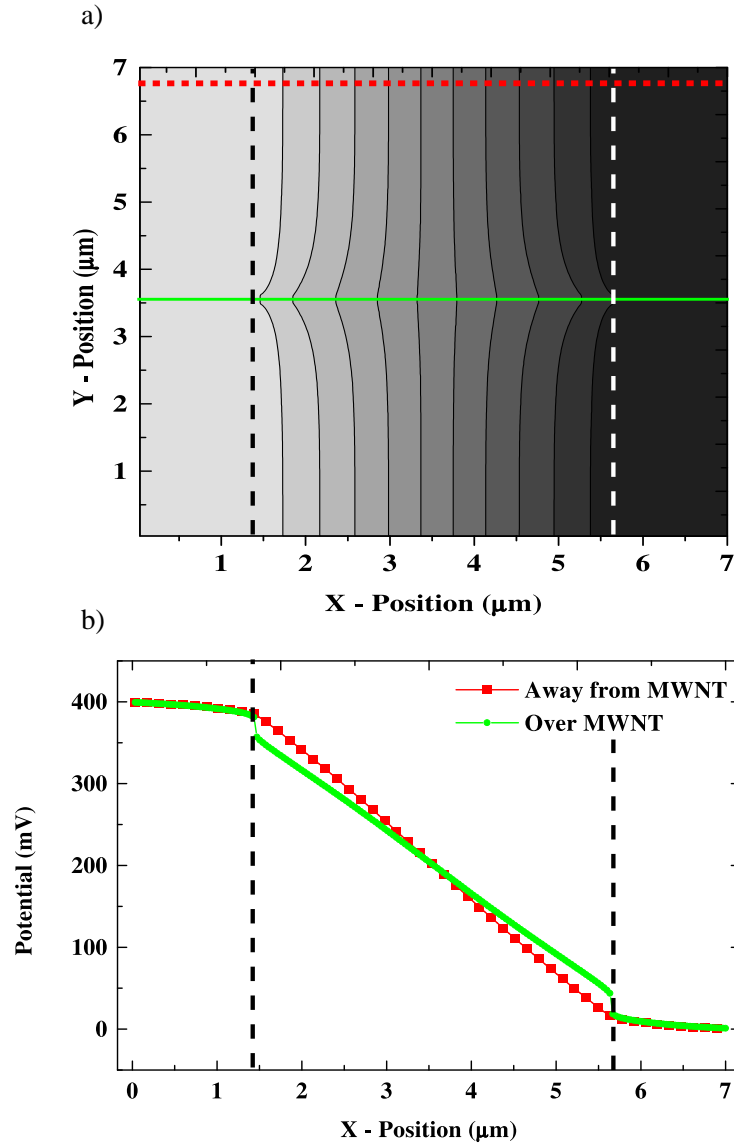 a)
7
6
5
4
3
2
1
Y - Position (μm)
1 2 3 4 5 6 7
X - Position (μm)
b)
400
300
200
100
0
Potential (mV)
Away from MWNT
Over MWNT
0 1 2 3 4 5 6 7
X - Position (μm)